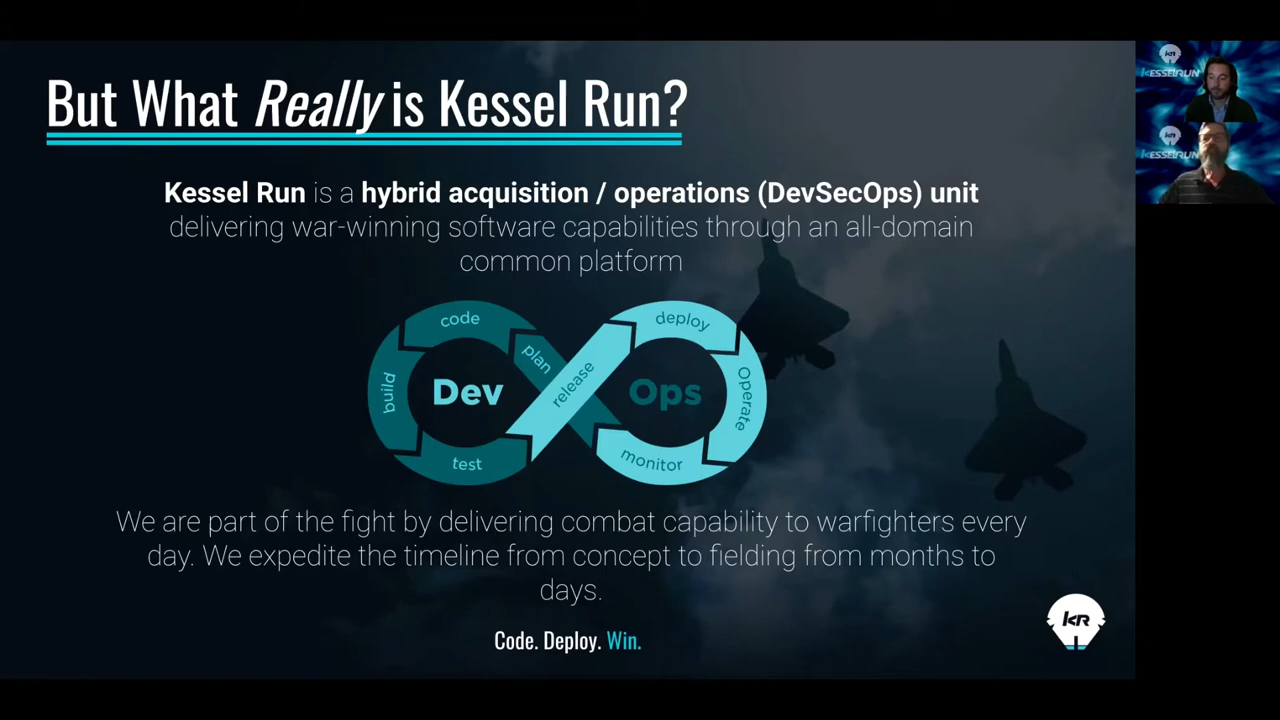 But What Really is Kessel Run?
Kessel Run is a hybrid acquisition / operations (DevSecOps) unit
delivering war-winning software capabilities through an all-domain
common platform
code
plan
build
Dev
test
release
deploy
Ops
Operate
monitor
We are part of the fight by delivering combat capability to warfighters every
day. We expedite the timeline from concept to fielding from months to
days.
Code. Deploy. Win.
KR
KR
KESSELRUN
KR
KESSELRUN